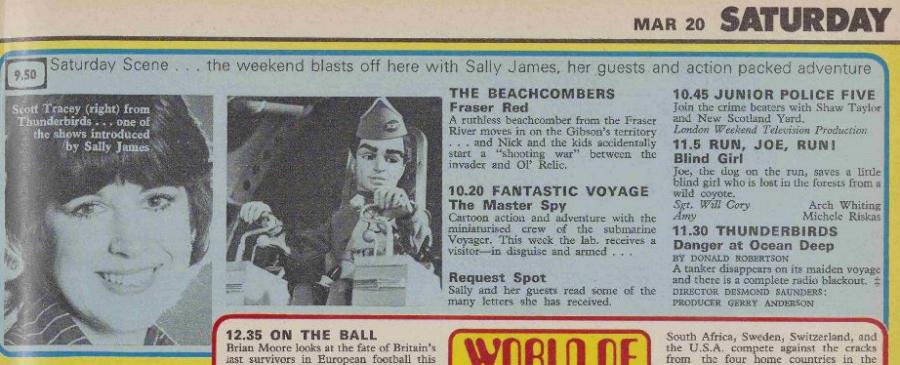 MAR 20 SATURDAY
9.50
Saturday Scene . . . the weekend blasts off here with Sally James, her guests and action packed adventure
Scott Tracey (right) from
Thunderbirds . . . one of
the shows introduced
by Sally James
THE BEACHCOMBERS
Fraser Red
A ruthless beachcomber from the Fraser
River moves in on the Gibson's territory
. . . and Nick and the kids accidentally
start a "shooting war" between the
invader and Ol' Relic.
10.20 FANTASTIC VOYAGE
The Master Spy
Cartoon action and adventure with the
miniaturised crew of the submarine
Voyager. This week the lab. receives a
visitor—in disguise and armed . . .
Request Spot
Sally and her guests read some of the
many letters she has received.
10.45 JUNIOR POLICE FIVE
Join the crime beaters with Shaw Taylor
and New Scotland Yard.
London Weekend Television Production
11.5 RUN, JOE, RUN!
Blind Girl
Joe, the dog on the run, saves a little
blind girl who is lost in the forests from a
wild coyote.
Sgt. Will Cory Arch Whiting
Amy Michele Riskas
11.30 THUNDERBIRDS
Danger at Ocean Deep
BY DONALD ROBERTSON
A tanker disappears on its maiden voyage
and there is a complete radio blackout. ‡
DIRECTOR DESMOND SAUNDERS:
PRODUCER GERRY ANDERSON
12.35 ON THE BALL
Brian Moore looks at the fate of Britain's
last survivors in European football this
WORLD OF
South Africa, Sweden, Switzerland, and
the U.S.A. compete against the cracks
from the four home countries in the